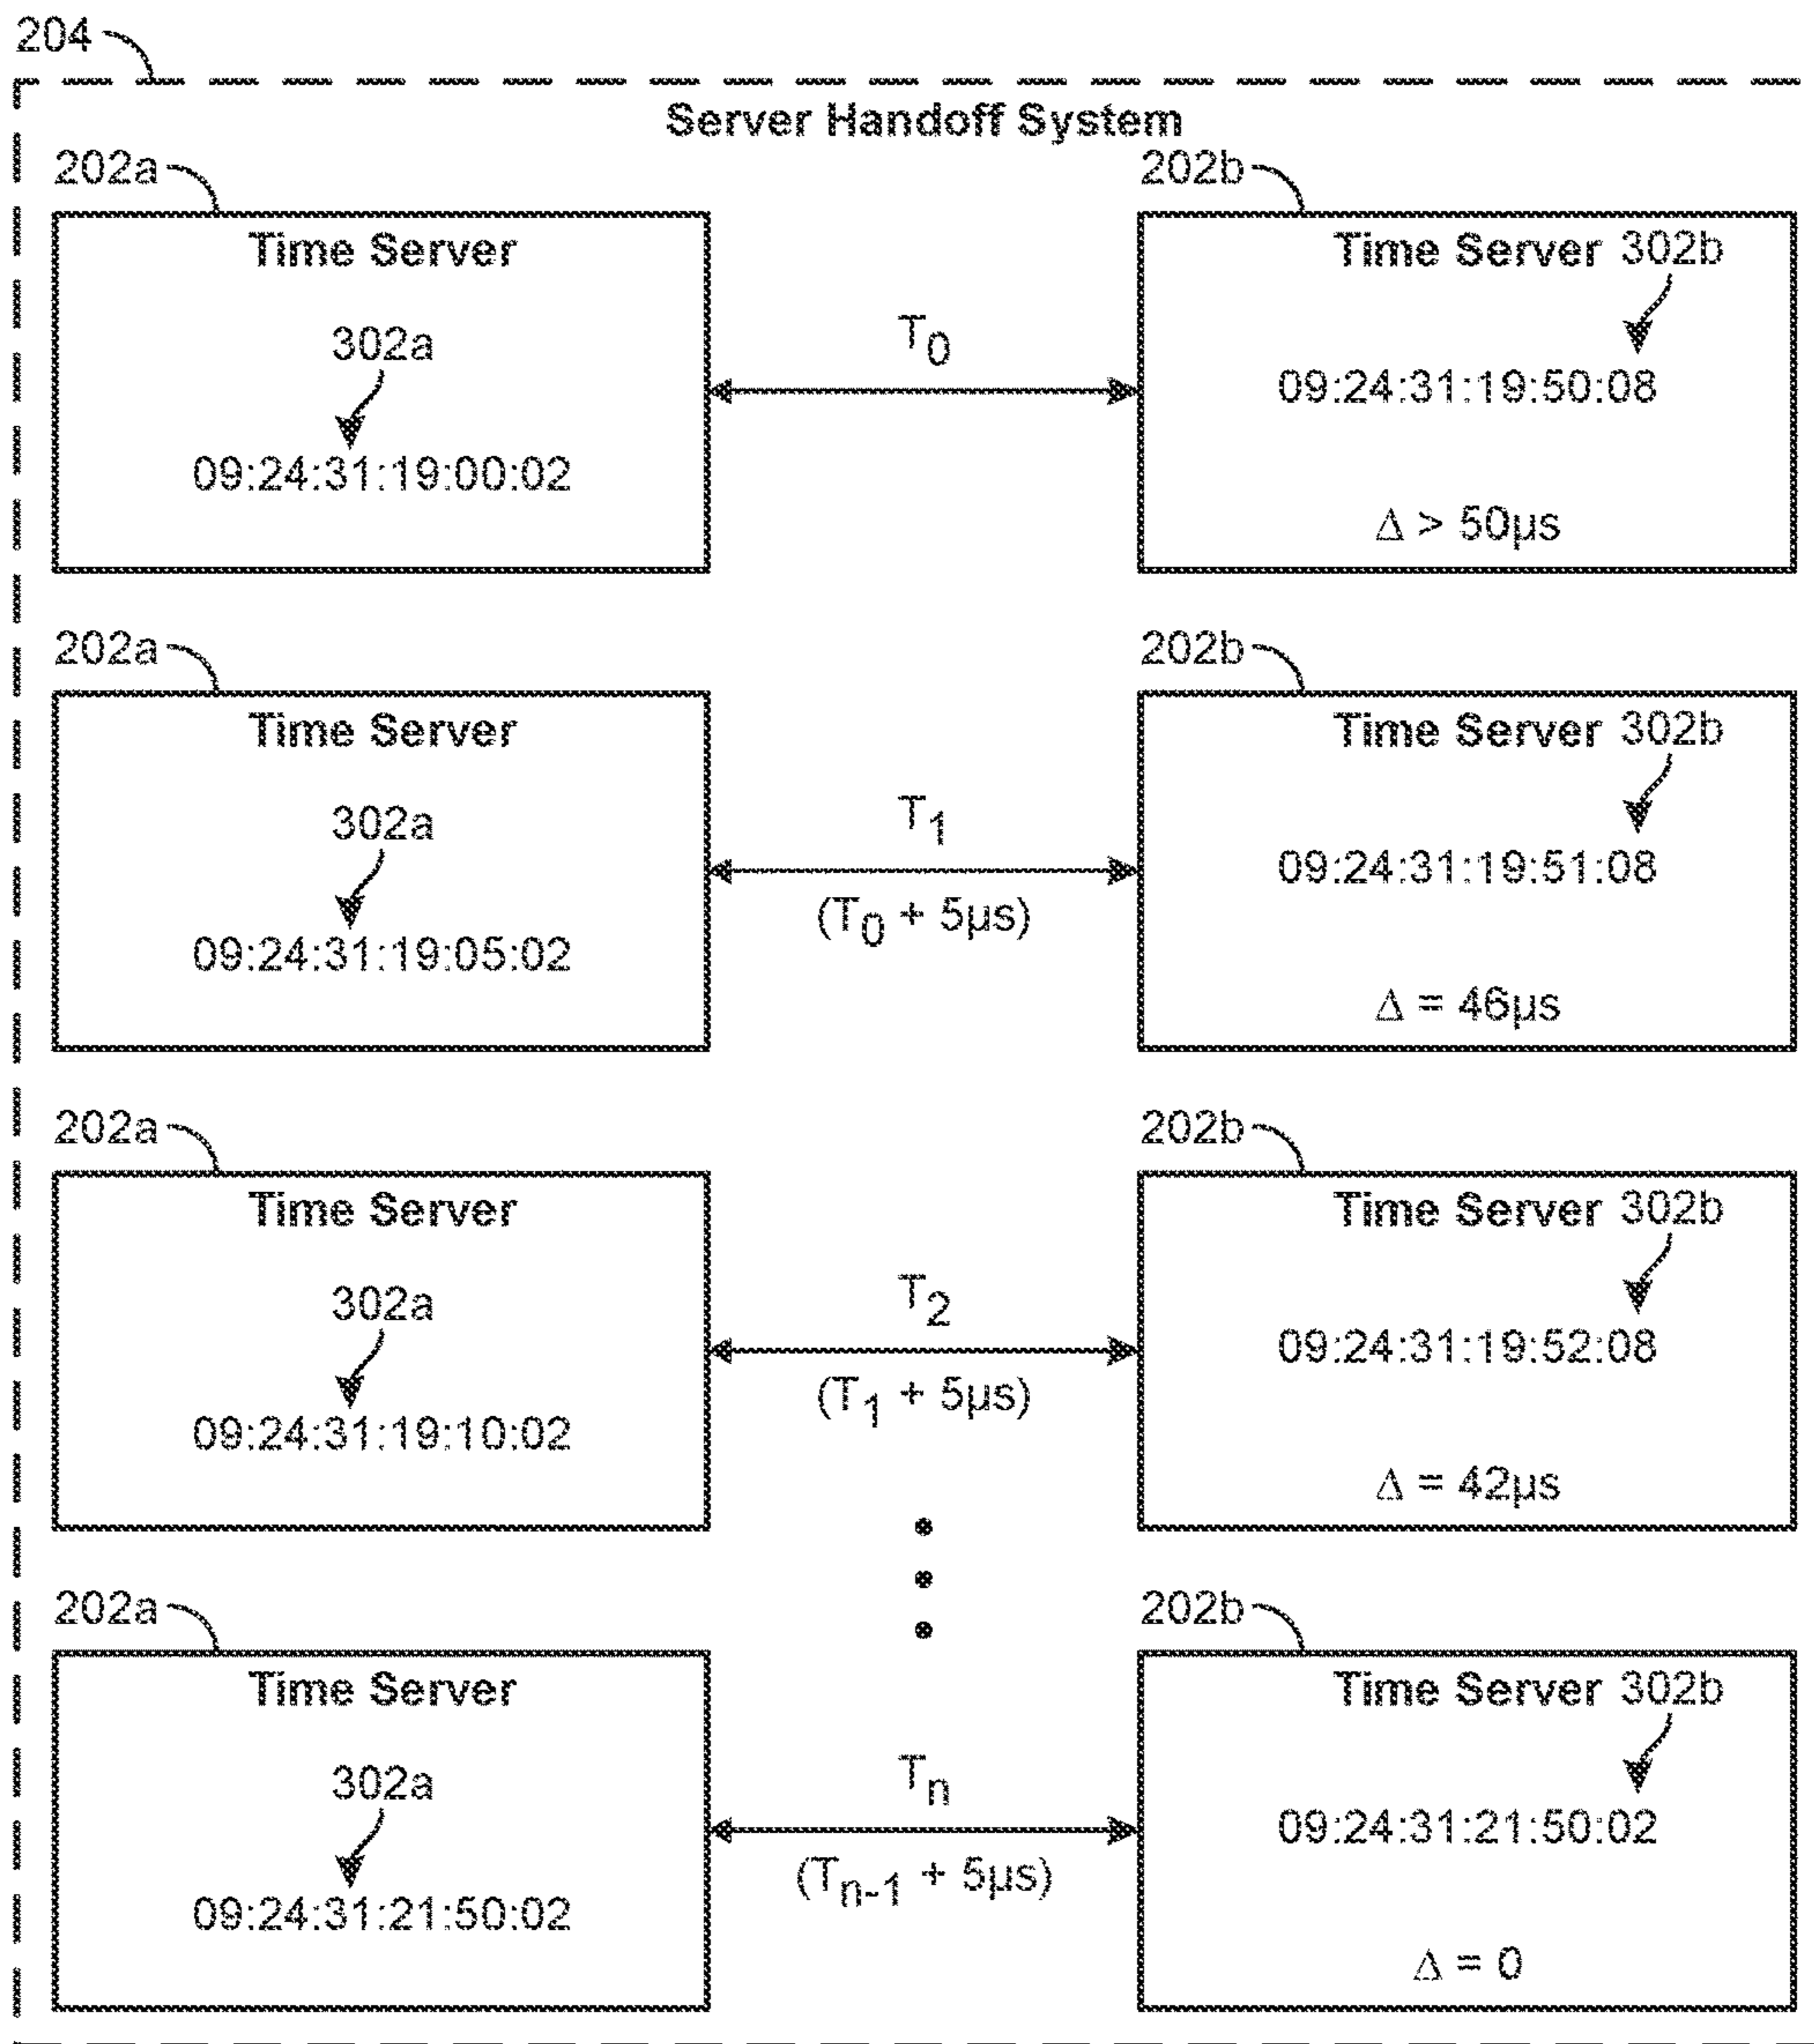 204
Server Handoff System
202a
202b
Time Server
Time Server 302b
302a
T0
09:24:31:19:50:08
09:24:31:19:00:02
Δ > 50µs
202a
202b
Time Server
Time Server 302b
302a
T1
09:24:31:19:51:08
(T0 + 5µs)
09:24:31:19:05:02
Δ = 46µs
202a
202b
Time Server
Time Server 302b
302a
T2
09:24:31:19:52:08
(T1 + 5µs)
09:24:31:19:10:02
Δ = 42µs
202a
202b
Time Server
Time Server 302b
302a
Tn
09:24:31:21:50:02
(Tn-1 + 5µs)
09:24:31:21:50:02
Δ = 0